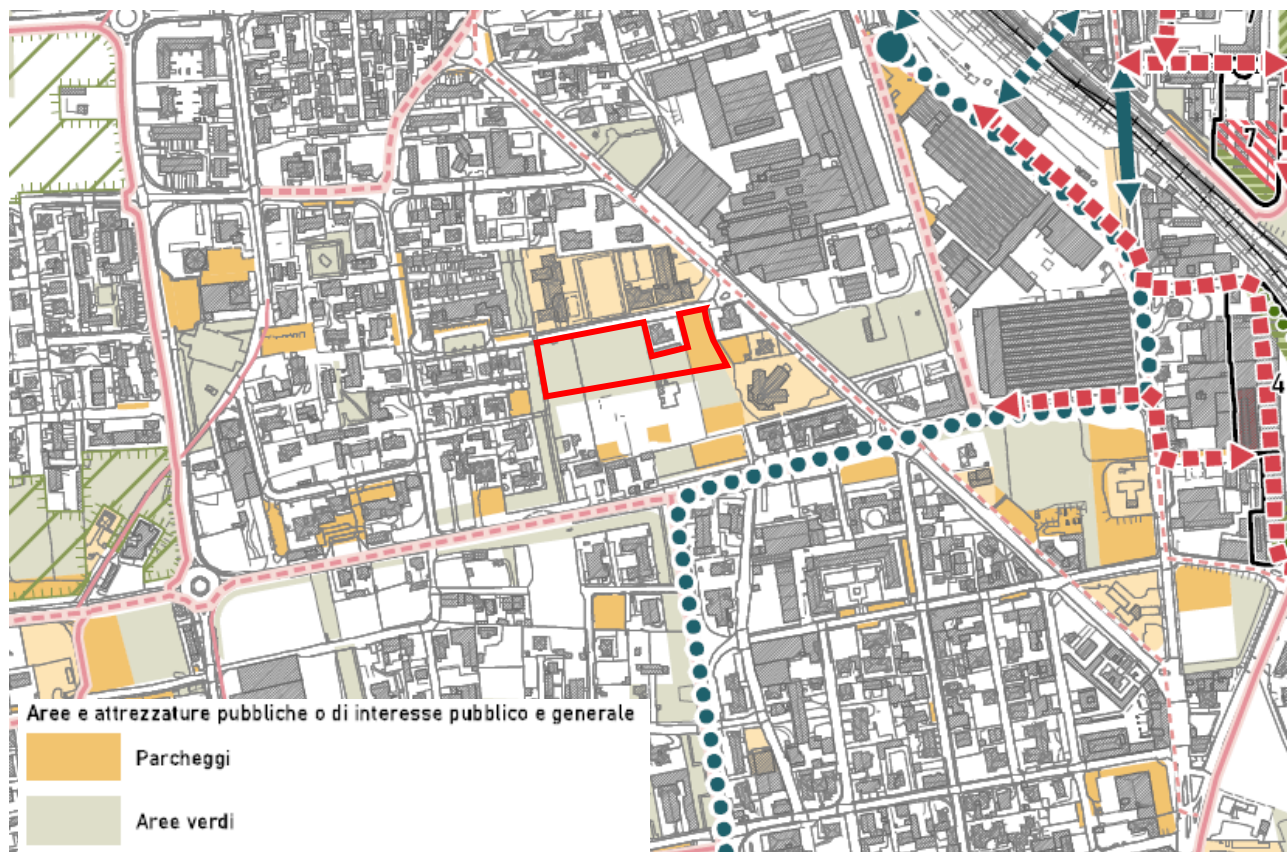 7
4
Aree e attrezzature pubbliche o di interesse pubblico e generale
Parcheggi
Aree verdi